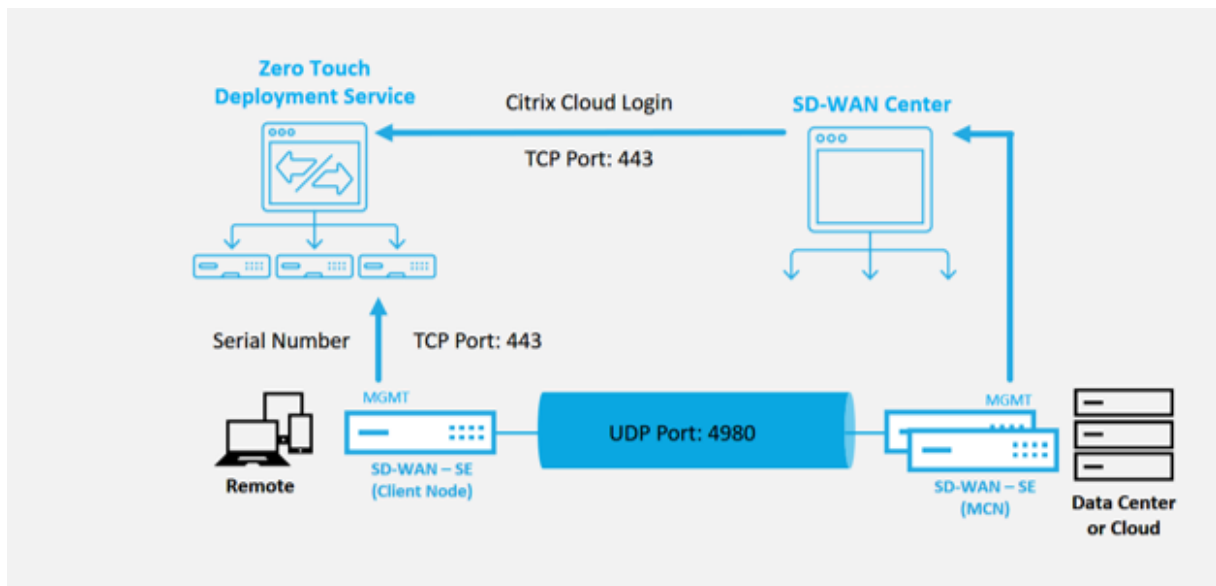 Zero Touch
Deployment Service
Citrix Cloud Login
SD-WAN Center
TCP Port: 443
Serial Number
TCP Port: 443
MGMT
MGMT
UDP Port: 4980
Remote
SD-WAN – SE
(Client Node)
SD-WAN – SE
(MCN)
Data Center
or Cloud